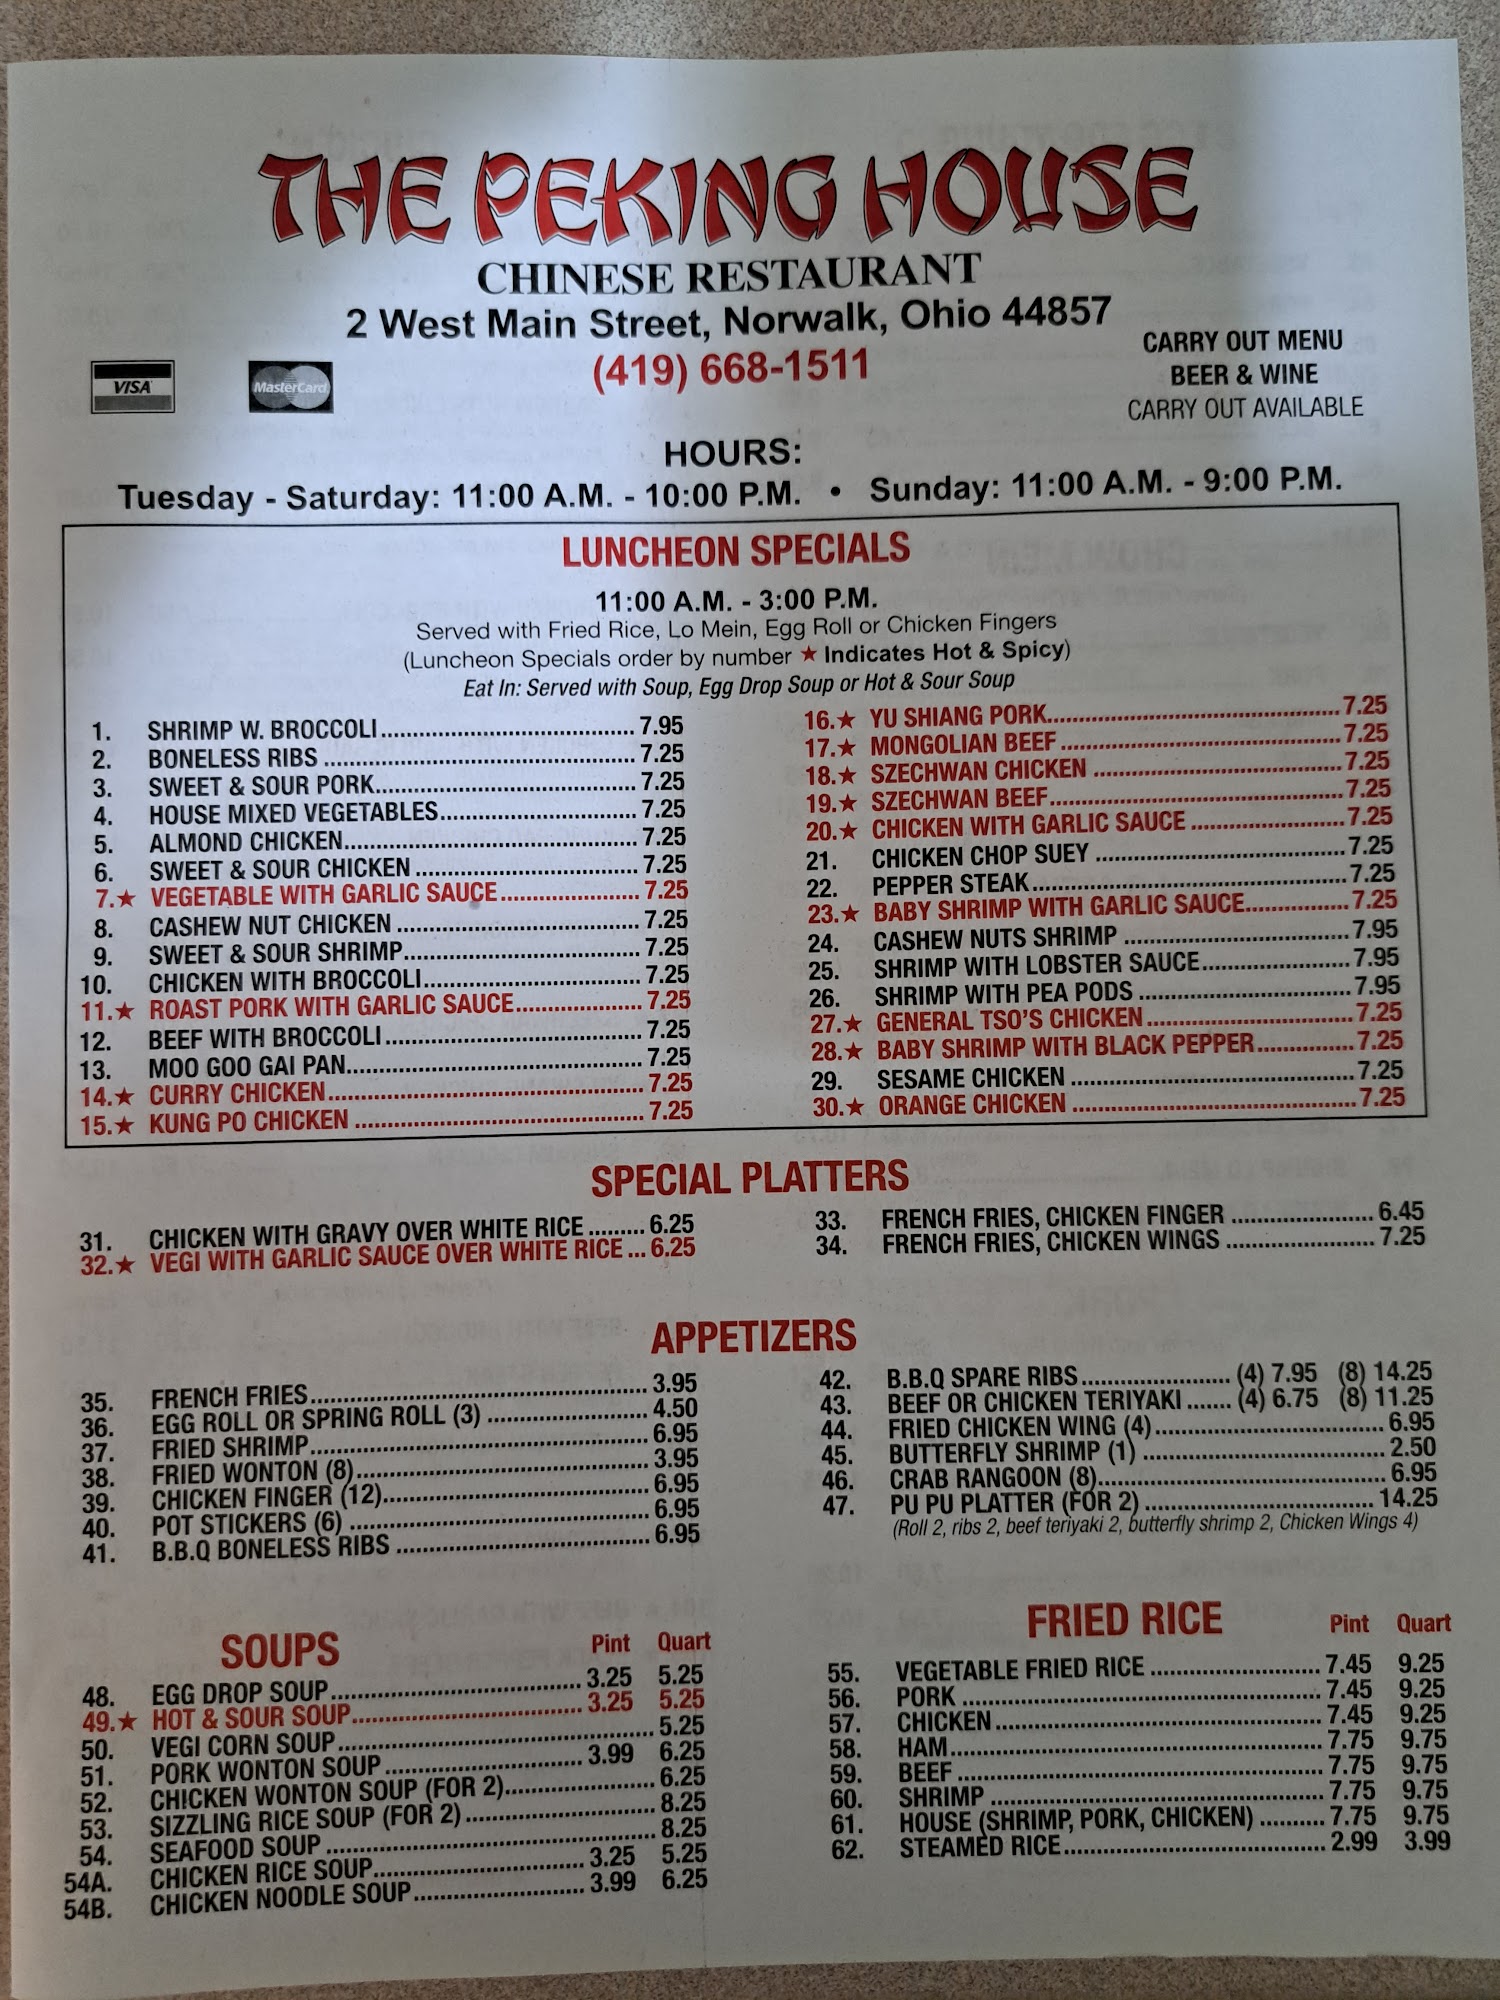 THE PEKING HOUSE
CHINESE RESTAURANT
2 West Main Street, Norwalk, Ohio 44857
(419) 668-1511
VISA
MasterCard
CARRY OUT MENU
BEER & WINE
CARRY OUT AVAILABLE
HOURS:
Tuesday - Saturday: 11:00 A.M. - 10:00 P.M. • Sunday: 11:00 A.M. - 9:00 P.M.
LUNCHEON SPECIALS
11:00 A.M. - 3:00 P.M.
Served with Fried Rice, Lo Mein, Egg Roll or Chicken Fingers
(Luncheon Specials order by number ★ Indicates Hot & Spicy)
Eat In: Served with Soup, Egg Drop Soup or Hot & Sour Soup
1. SHRIMP W. BROCCOLI 7.95
2. BONELESS RIBS 7.25
3. SWEET & SOUR PORK 7.25
4. HOUSE MIXED VEGETABLES 7.25
5. ALMOND CHICKEN 7.25
6. SWEET & SOUR CHICKEN 7.25
7.★ VEGETABLE WITH GARLIC SAUCE 7.25
8. CASHEW NUT CHICKEN 7.25
9. SWEET & SOUR SHRIMP 7.25
10. CHICKEN WITH BROCCOLI 7.25
11.★ ROAST PORK WITH GARLIC SAUCE 7.25
12. BEEF WITH BROCCOLI 7.25
13. MOO GOO GAI PAN 7.25
14.★ CURRY CHICKEN 7.25
15.★ KUNG PO CHICKEN 7.25
16.★ YU SHIANG PORK 7.25
17.★ MONGOLIAN BEEF 7.25
18.★ SZECHWAN CHICKEN 7.25
19.★ SZECHWAN BEEF 7.25
20.★ CHICKEN WITH GARLIC SAUCE 7.25
21. CHICKEN CHOP SUEY 7.25
22. PEPPER STEAK 7.25
23.★ BABY SHRIMP WITH GARLIC SAUCE 7.25
24. CASHEW NUTS SHRIMP 7.95
25. SHRIMP WITH LOBSTER SAUCE 7.95
26. SHRIMP WITH PEA PODS 7.95
27.★ GENERAL TSO'S CHICKEN 7.25
28.★ BABY SHRIMP WITH BLACK PEPPER 7.25
29. SESAME CHICKEN 7.25
30.★ ORANGE CHICKEN 7.25
SPECIAL PLATTERS
31. CHICKEN WITH GRAVY OVER WHITE RICE 6.25
32.★ VEGI WITH GARLIC SAUCE OVER WHITE RICE 6.25
33. FRENCH FRIES, CHICKEN FINGER 6.45
34. FRENCH FRIES, CHICKEN WINGS 7.25
APPETIZERS
35. FRENCH FRIES 3.95
36. EGG ROLL OR SPRING ROLL (3) 4.50
37. FRIED SHRIMP 6.95
38. FRIED WONTON (8) 3.95
39. CHICKEN FINGER (12) 6.95
40. POT STICKERS (6) 6.95
41. B.B.Q BONELESS RIBS 6.95
42. B.B.Q SPARE RIBS (4) 7.95 (8) 14.25
43. BEEF OR CHICKEN TERIYAKI (4) 6.75 (8) 11.25
44. FRIED CHICKEN WING (4) 6.95
45. BUTTERFLY SHRIMP (1) 2.50
46. CRAB RANGOON (8) 6.95
47. PU PU PLATTER (FOR 2) 14.25
(Roll 2, ribs 2, beef teriyaki 2, butterfly shrimp 2, Chicken Wings 4)
SOUPS Pint Quart
48. EGG DROP SOUP 3.25 5.25
49.★ HOT & SOUR SOUP 3.25 5.25
50. VEGI CORN SOUP 5.25
51. PORK WONTON SOUP 3.99 6.25
52. CHICKEN WONTON SOUP (FOR 2) 6.25
53. SIZZLING RICE SOUP (FOR 2) 8.25
54. SEAFOOD SOUP 8.25
54A. CHICKEN RICE SOUP 3.25 5.25
54B. CHICKEN NOODLE SOUP 3.99 6.25
FRIED RICE Pint Quart
55. VEGETABLE FRIED RICE 7.45 9.25
56. PORK 7.45 9.25
57. CHICKEN 7.45 9.25
58. HAM 7.75 9.75
59. BEEF 7.75 9.75
60. SHRIMP 7.75 9.75
61. HOUSE (SHRIMP, PORK, CHICKEN) 7.75 9.75
62. STEAMED RICE 2.99 3.99